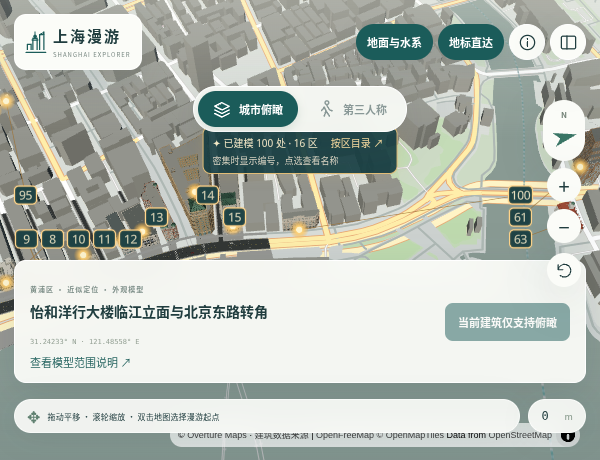 上海漫游
SHANGHAI EXPLORER
地面与水系
地标直达
城市俯瞰
第三人称
N
✦ 已建模 100 处 · 16 区 按区目录 ↗
密集时显示编号，点选查看名称
95
14
100
13
15
61
9
8
10
11
12
63
+
−
黄浦区 · 近似定位 · 外观模型
怡和洋行大楼临江立面与北京东路转角
当前建筑仅支持俯瞰
31.24233° N · 121.48558° E
查看模型范围说明 ↗
拖动平移 · 滚轮缩放 · 双击地图选择漫游起点
0 m
© Overture Maps · 建筑数据来源 | OpenFreeMap © OpenMapTiles Data from OpenStreetMap